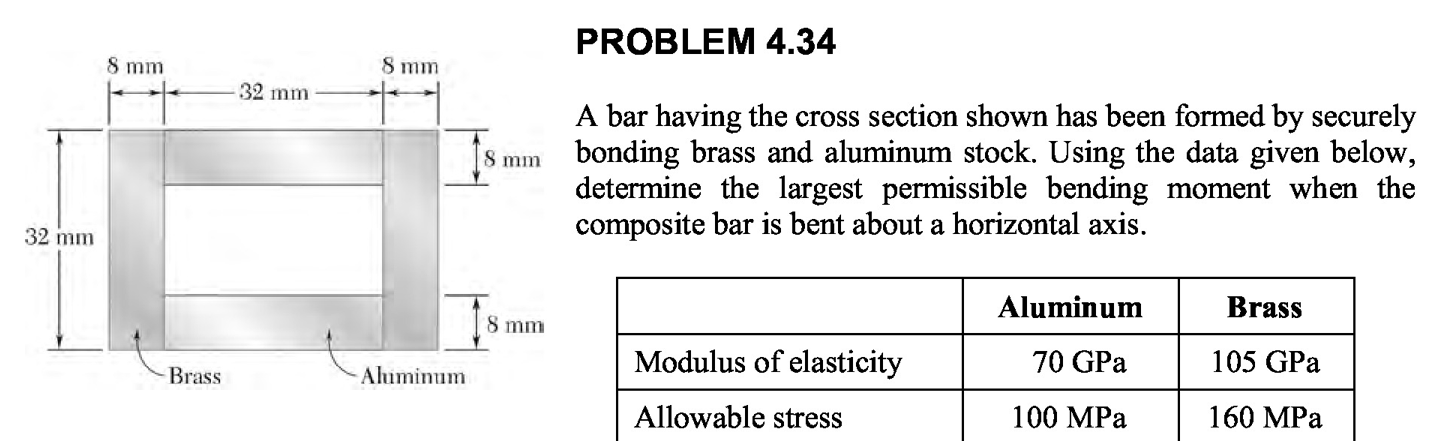 8 mm
8 mm
32 mm
8 mm
32 mm
8 mm
Brass
Aluminum
PROBLEM 4.34
A bar having the cross section shown has been formed by securely
bonding brass and aluminum stock. Using the data given below,
determine the largest permissible bending moment when the
composite bar is bent about a horizontal axis.
Aluminum Brass
Modulus of elasticity 70 GPa 105 GPa
Allowable stress 100 MPa 160 MPa